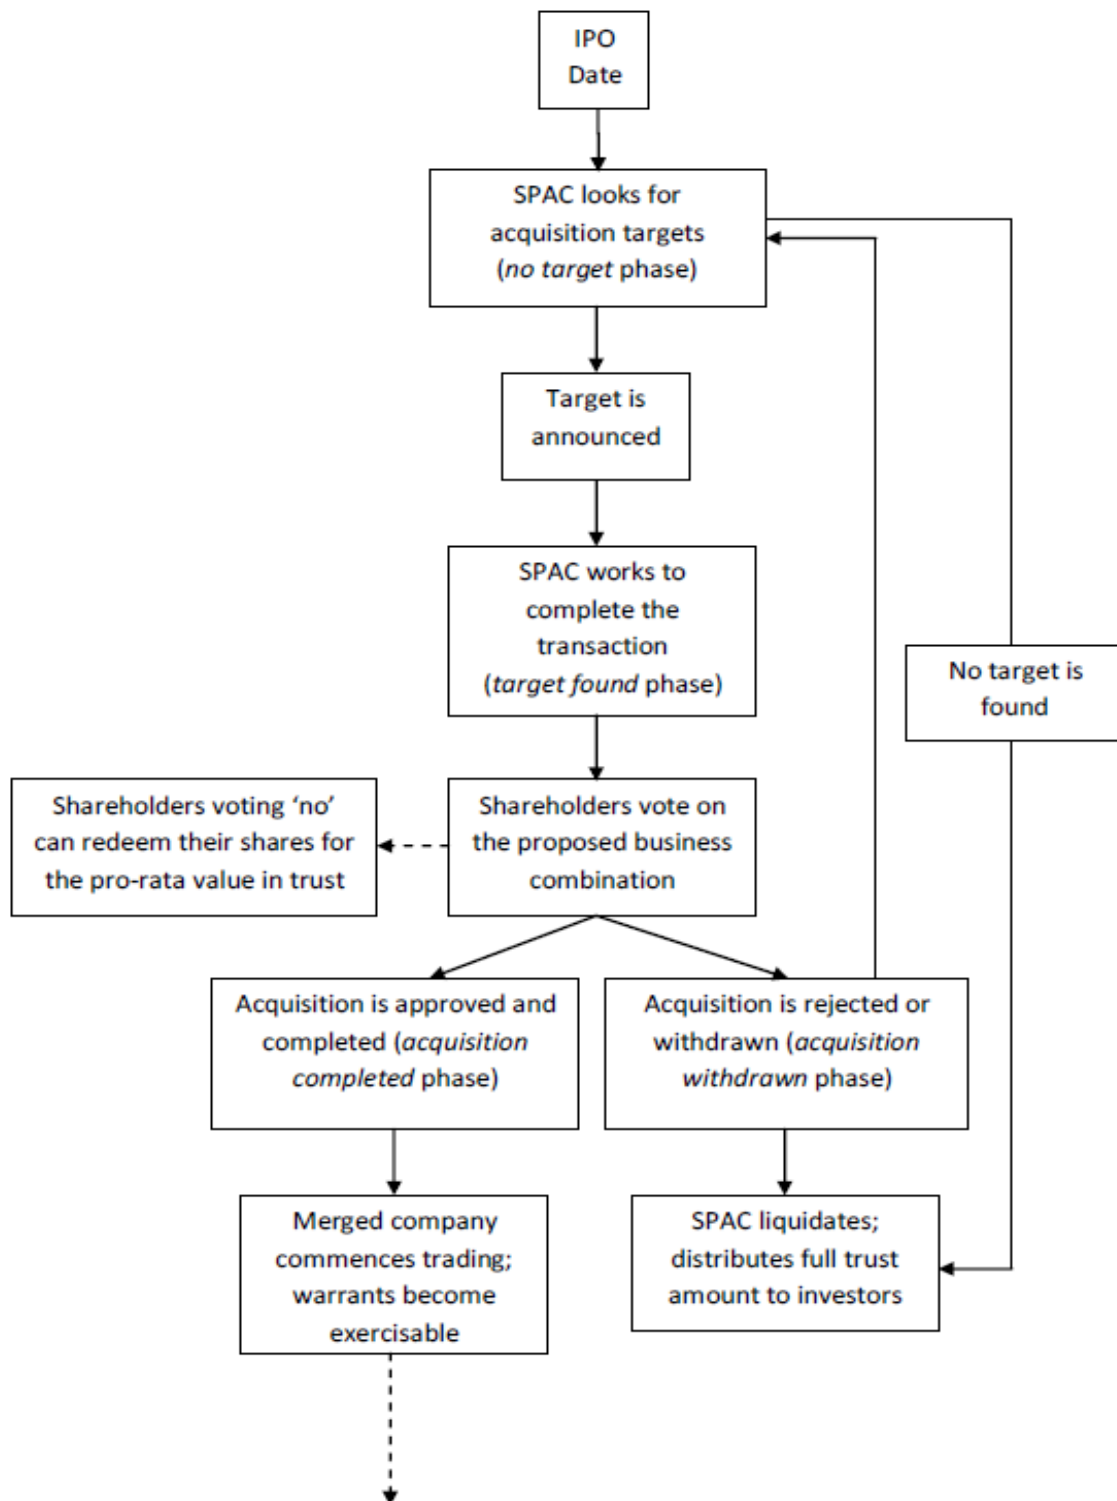 IPO
Date
SPAC looks for
acquisition targets
(no target phase)
Target is
announced
SPAC works to
complete the
transaction
(target found phase)
No target is
found
Shareholders voting ‘no’
can redeem their shares for
the pro-rata value in trust
Shareholders vote on
the proposed business
combination
Acquisition is approved and
completed (acquisition
completed phase)
Acquisition is rejected or
withdrawn (acquisition
withdrawn phase)
Merged company
commences trading;
warrants become
exercisable
SPAC liquidates;
distributes full trust
amount to investors